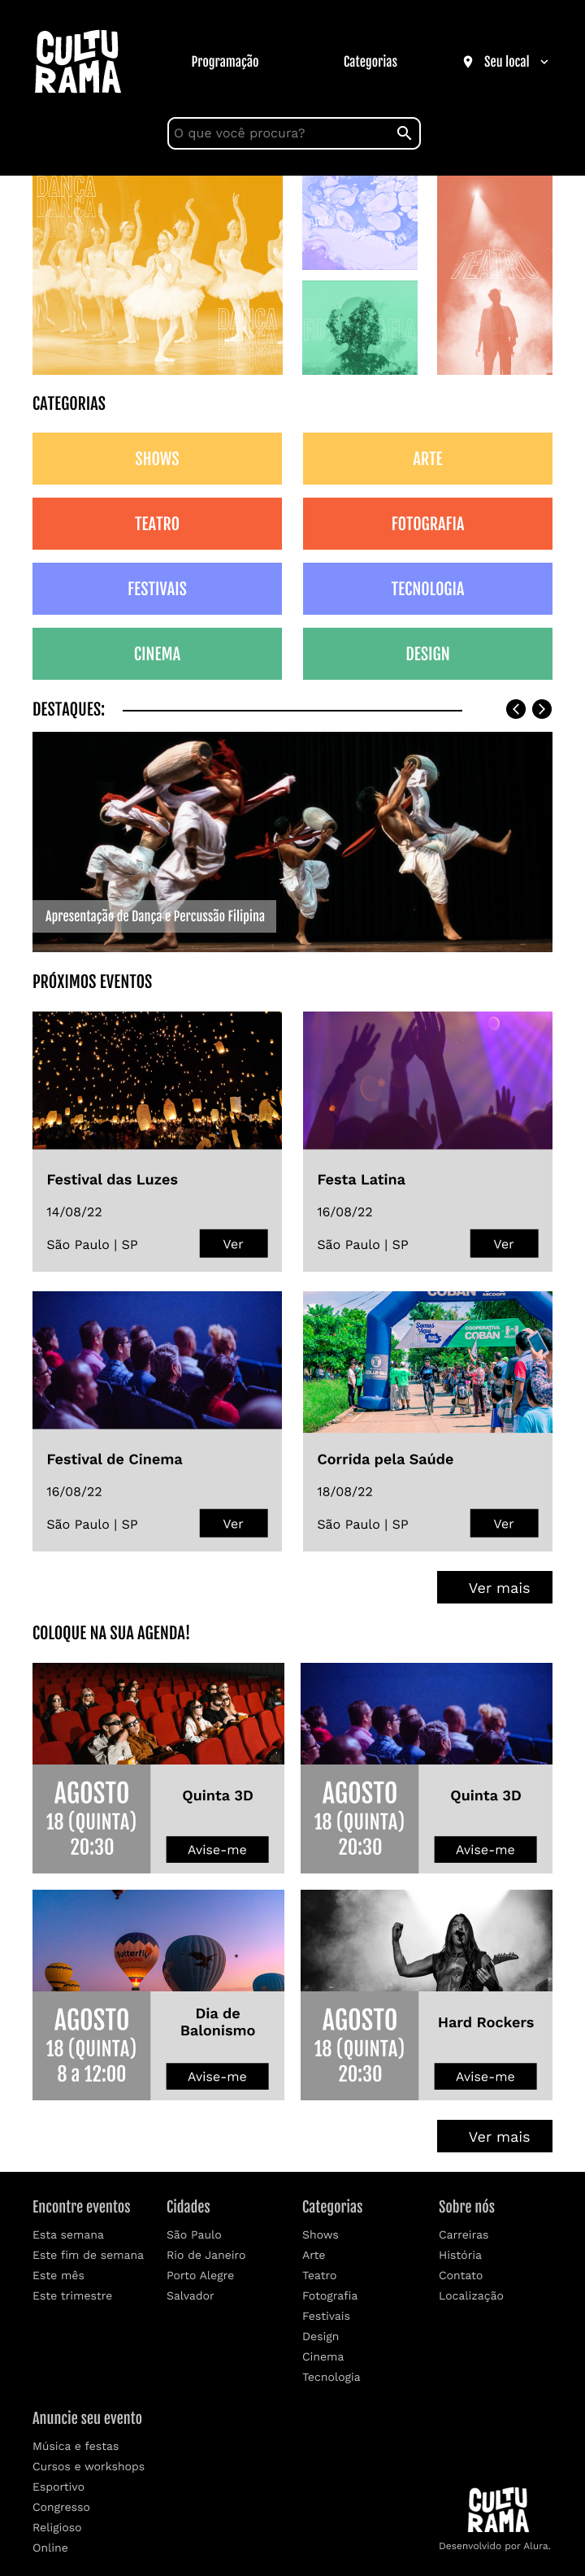 CULTU
RAMA
Programação
Categorias
Seu local
O que você procura?
DANÇA
DANÇA
DANÇA
TEATRO
CATEGORIAS
SHOWS
ARTE
TEATRO
FOTOGRAFIA
FESTIVAIS
TECNOLOGIA
CINEMA
DESIGN
DESTAQUES:
Apresentação de Dança e Percussão Filipina
PRÓXIMOS EVENTOS
Festival das Luzes
14/08/22
São Paulo | SP
Ver
Festa Latina
16/08/22
São Paulo | SP
Ver
COOPERATIVA
COBÁN
Festival de Cinema
16/08/22
São Paulo | SP
Ver
Corrida pela Saúde
18/08/22
São Paulo | SP
Ver
Ver mais
COLOQUE NA SUA AGENDA!
AGOSTO
18 (QUINTA)
20:30
Quinta 3D
Avise-me
AGOSTO
18 (QUINTA)
20:30
Quinta 3D
Avise-me
Butterfly
AGOSTO
18 (QUINTA)
8 a 12:00
Dia de
Balonismo
Avise-me
AGOSTO
18 (QUINTA)
20:30
Hard Rockers
Avise-me
Ver mais
Encontre eventos
Esta semana
Este fim de semana
Este mês
Este trimestre
Cidades
São Paulo
Rio de Janeiro
Porto Alegre
Salvador
Categorias
Shows
Arte
Teatro
Fotografia
Festivais
Design
Cinema
Tecnologia
Sobre nós
Carreiras
História
Contato
Localização
Anuncie seu evento
Música e festas
Cursos e workshops
Esportivo
Congresso
Religioso
Online
CULTU
RAMA
Desenvolvido por Alura.